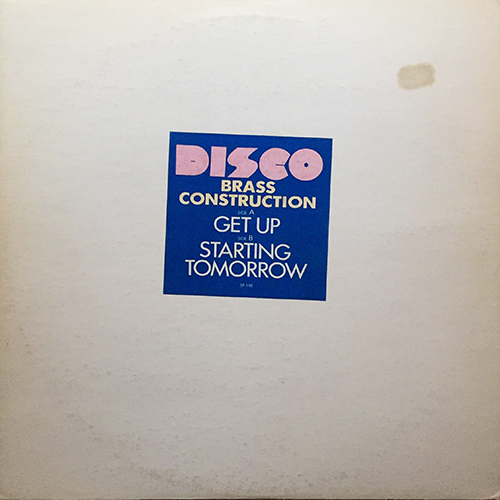 DISCO
BRASS
CONSTRUCTION
SIDE A
GET UP
SIDE B
STARTING
TOMORROW